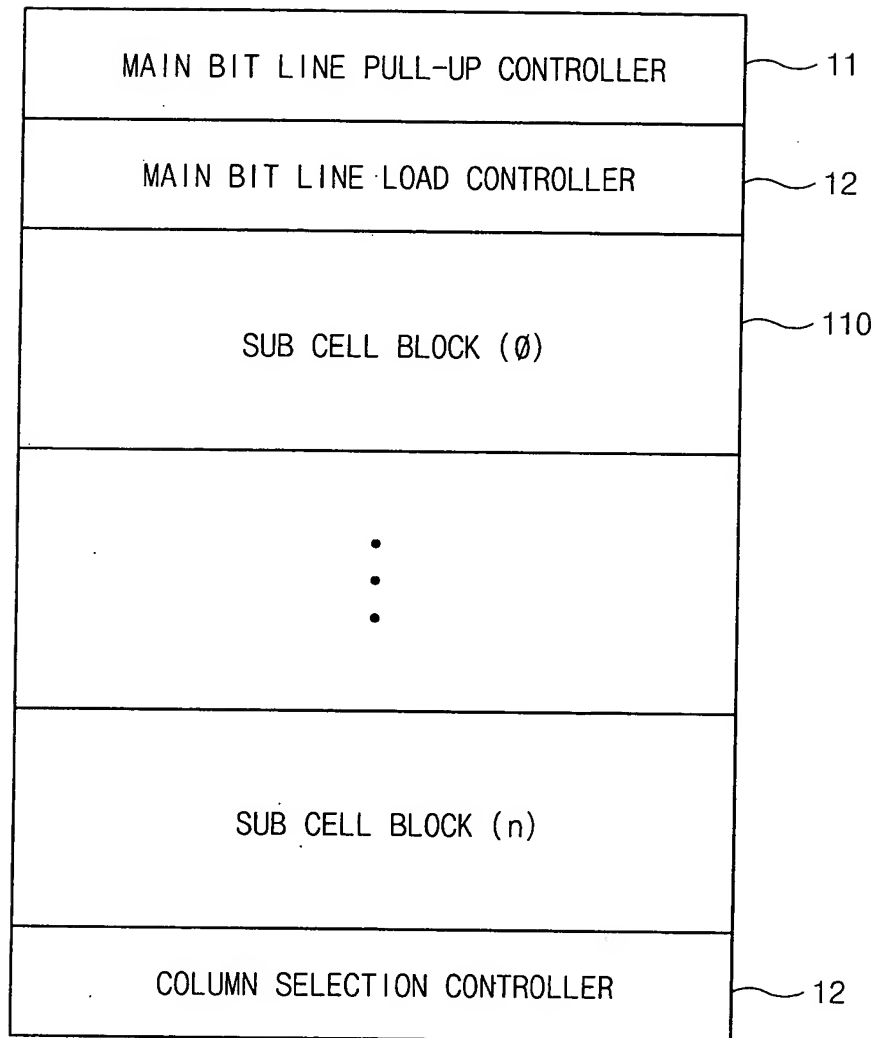 MAIN BIT LINE PULL-UP CONTROLLER 11
MAIN BIT LINE LOAD CONTROLLER 12
SUB CELL BLOCK (Ø) 110
SUB CELL BLOCK (n)
COLUMN SELECTION CONTROLLER 12